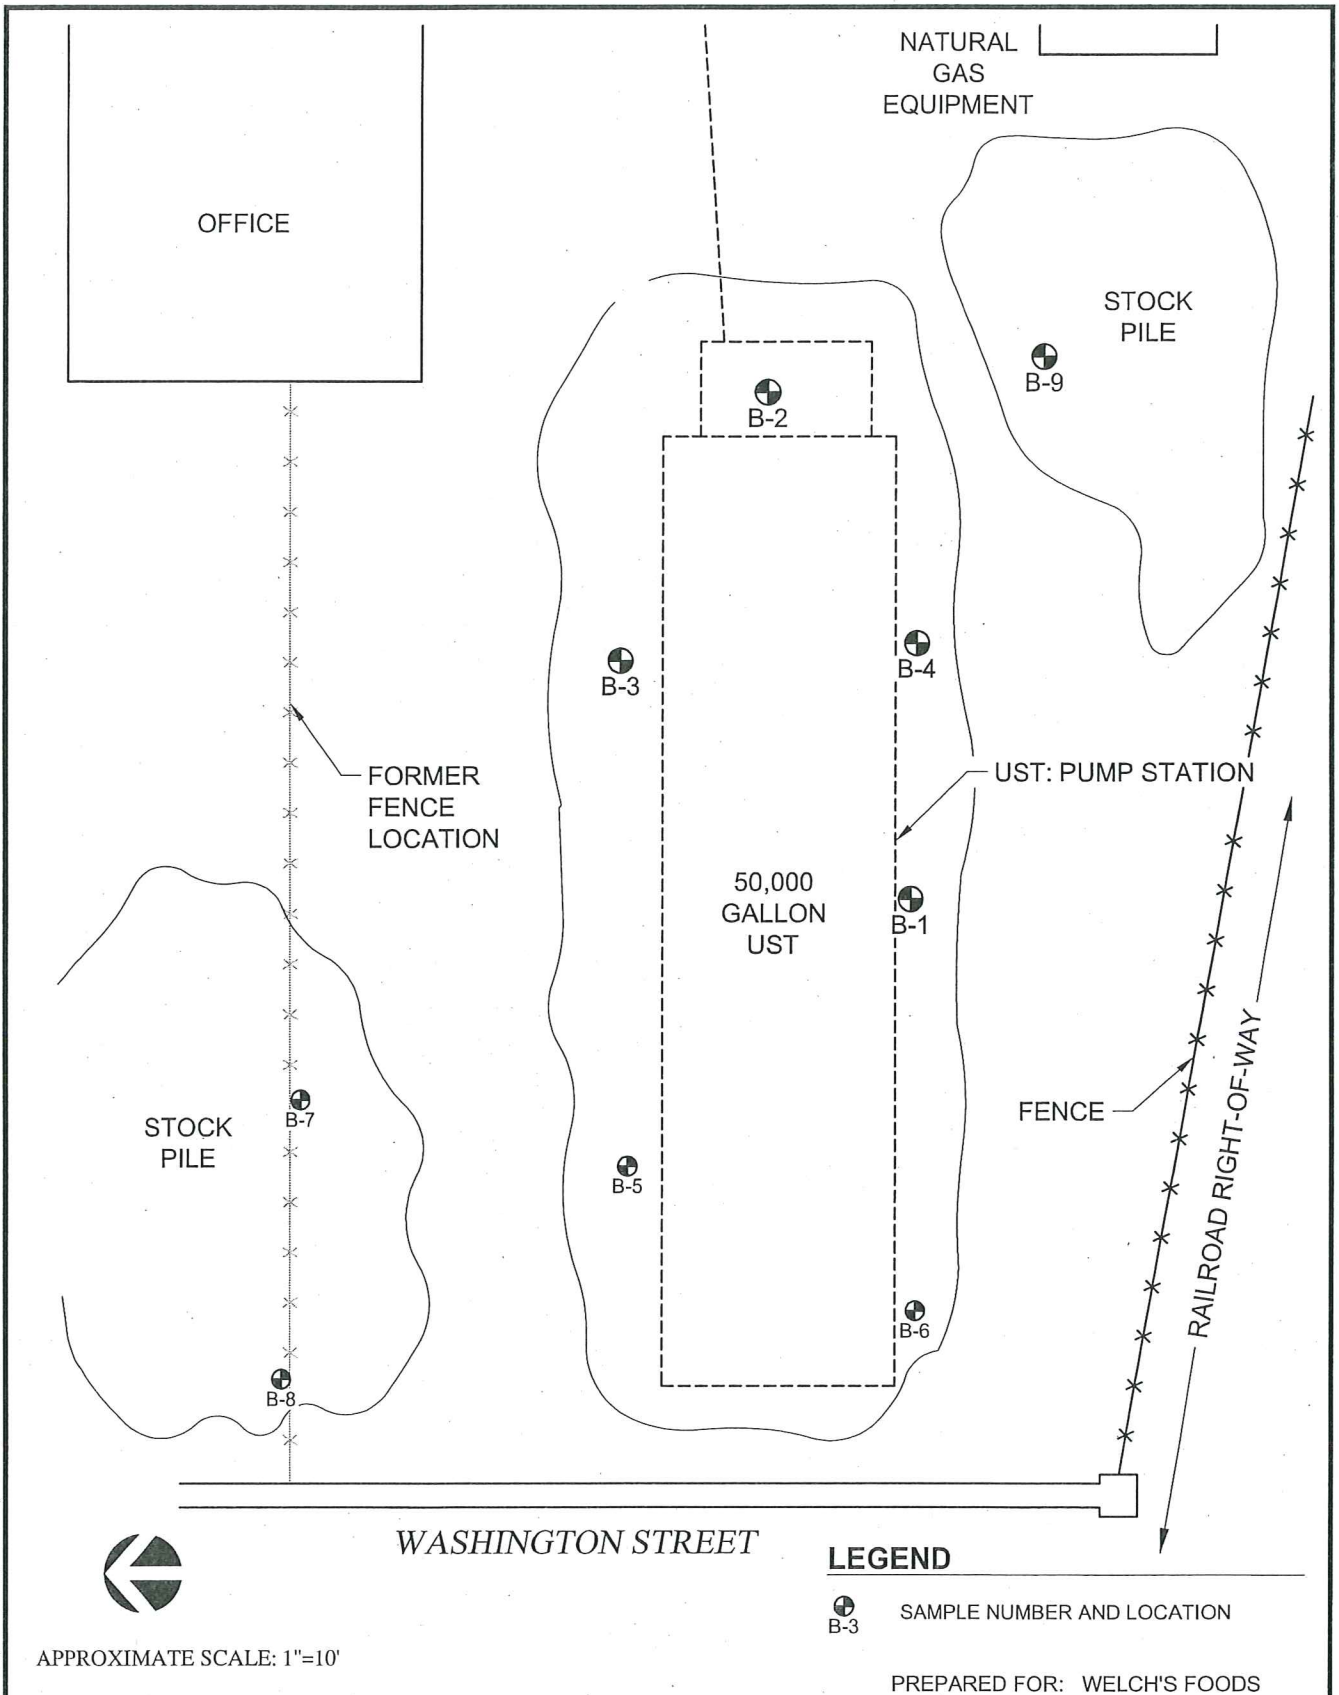 NATURAL
GAS
EQUIPMENT
OFFICE
STOCK
PILE
B-9
B-2
B-3
B-4
FORMER
FENCE
LOCATION
UST: PUMP STATION
50,000
GALLON
UST
B-1
STOCK
PILE
B-7
FENCE
RAILROAD RIGHT-OF-WAY
B-5
B-6
B-8
WASHINGTON STREET
LEGEND
B-3
SAMPLE NUMBER AND LOCATION
APPROXIMATE SCALE: 1"=10'
PREPARED FOR: WELCH'S FOODS